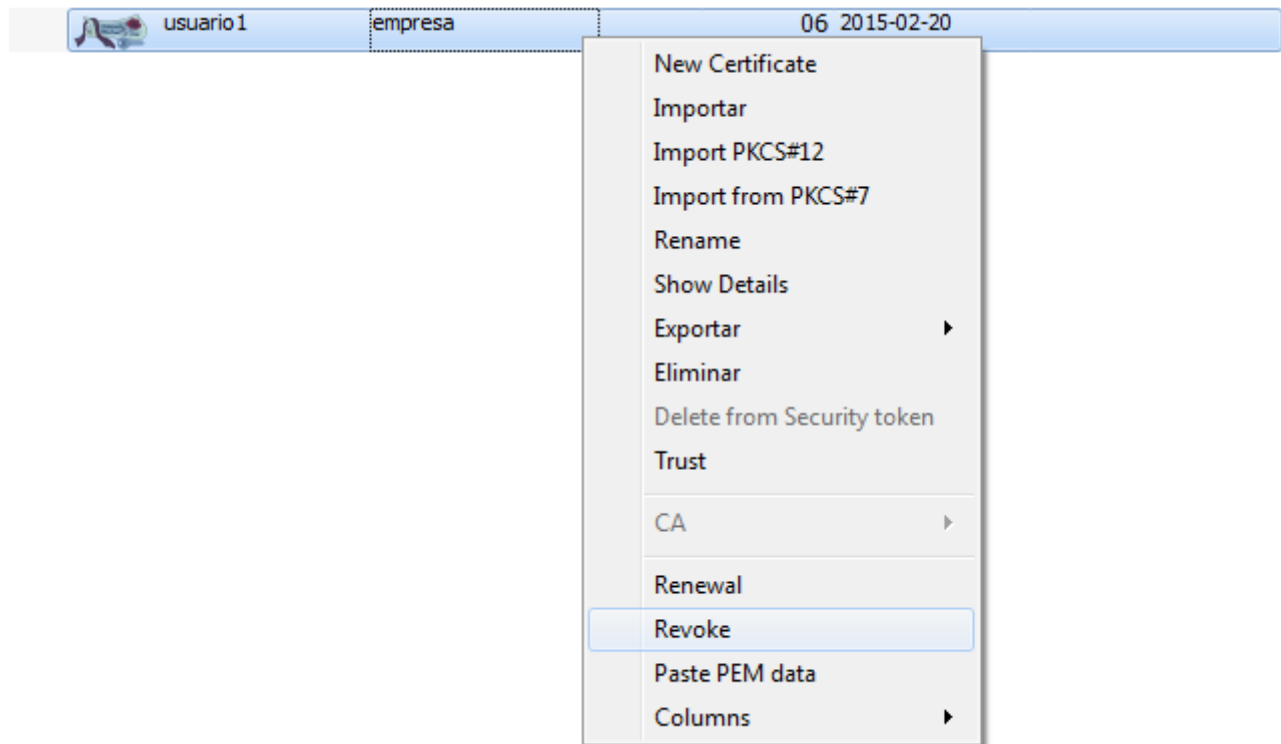 usuario1 empresa 06 2015-02-20
New Certificate
Importar
Import PKCS#12
Import from PKCS#7
Rename
Show Details
Exportar
Eliminar
Delete from Security token
Trust
CA
Renewal
Revoke
Paste PEM data
Columns